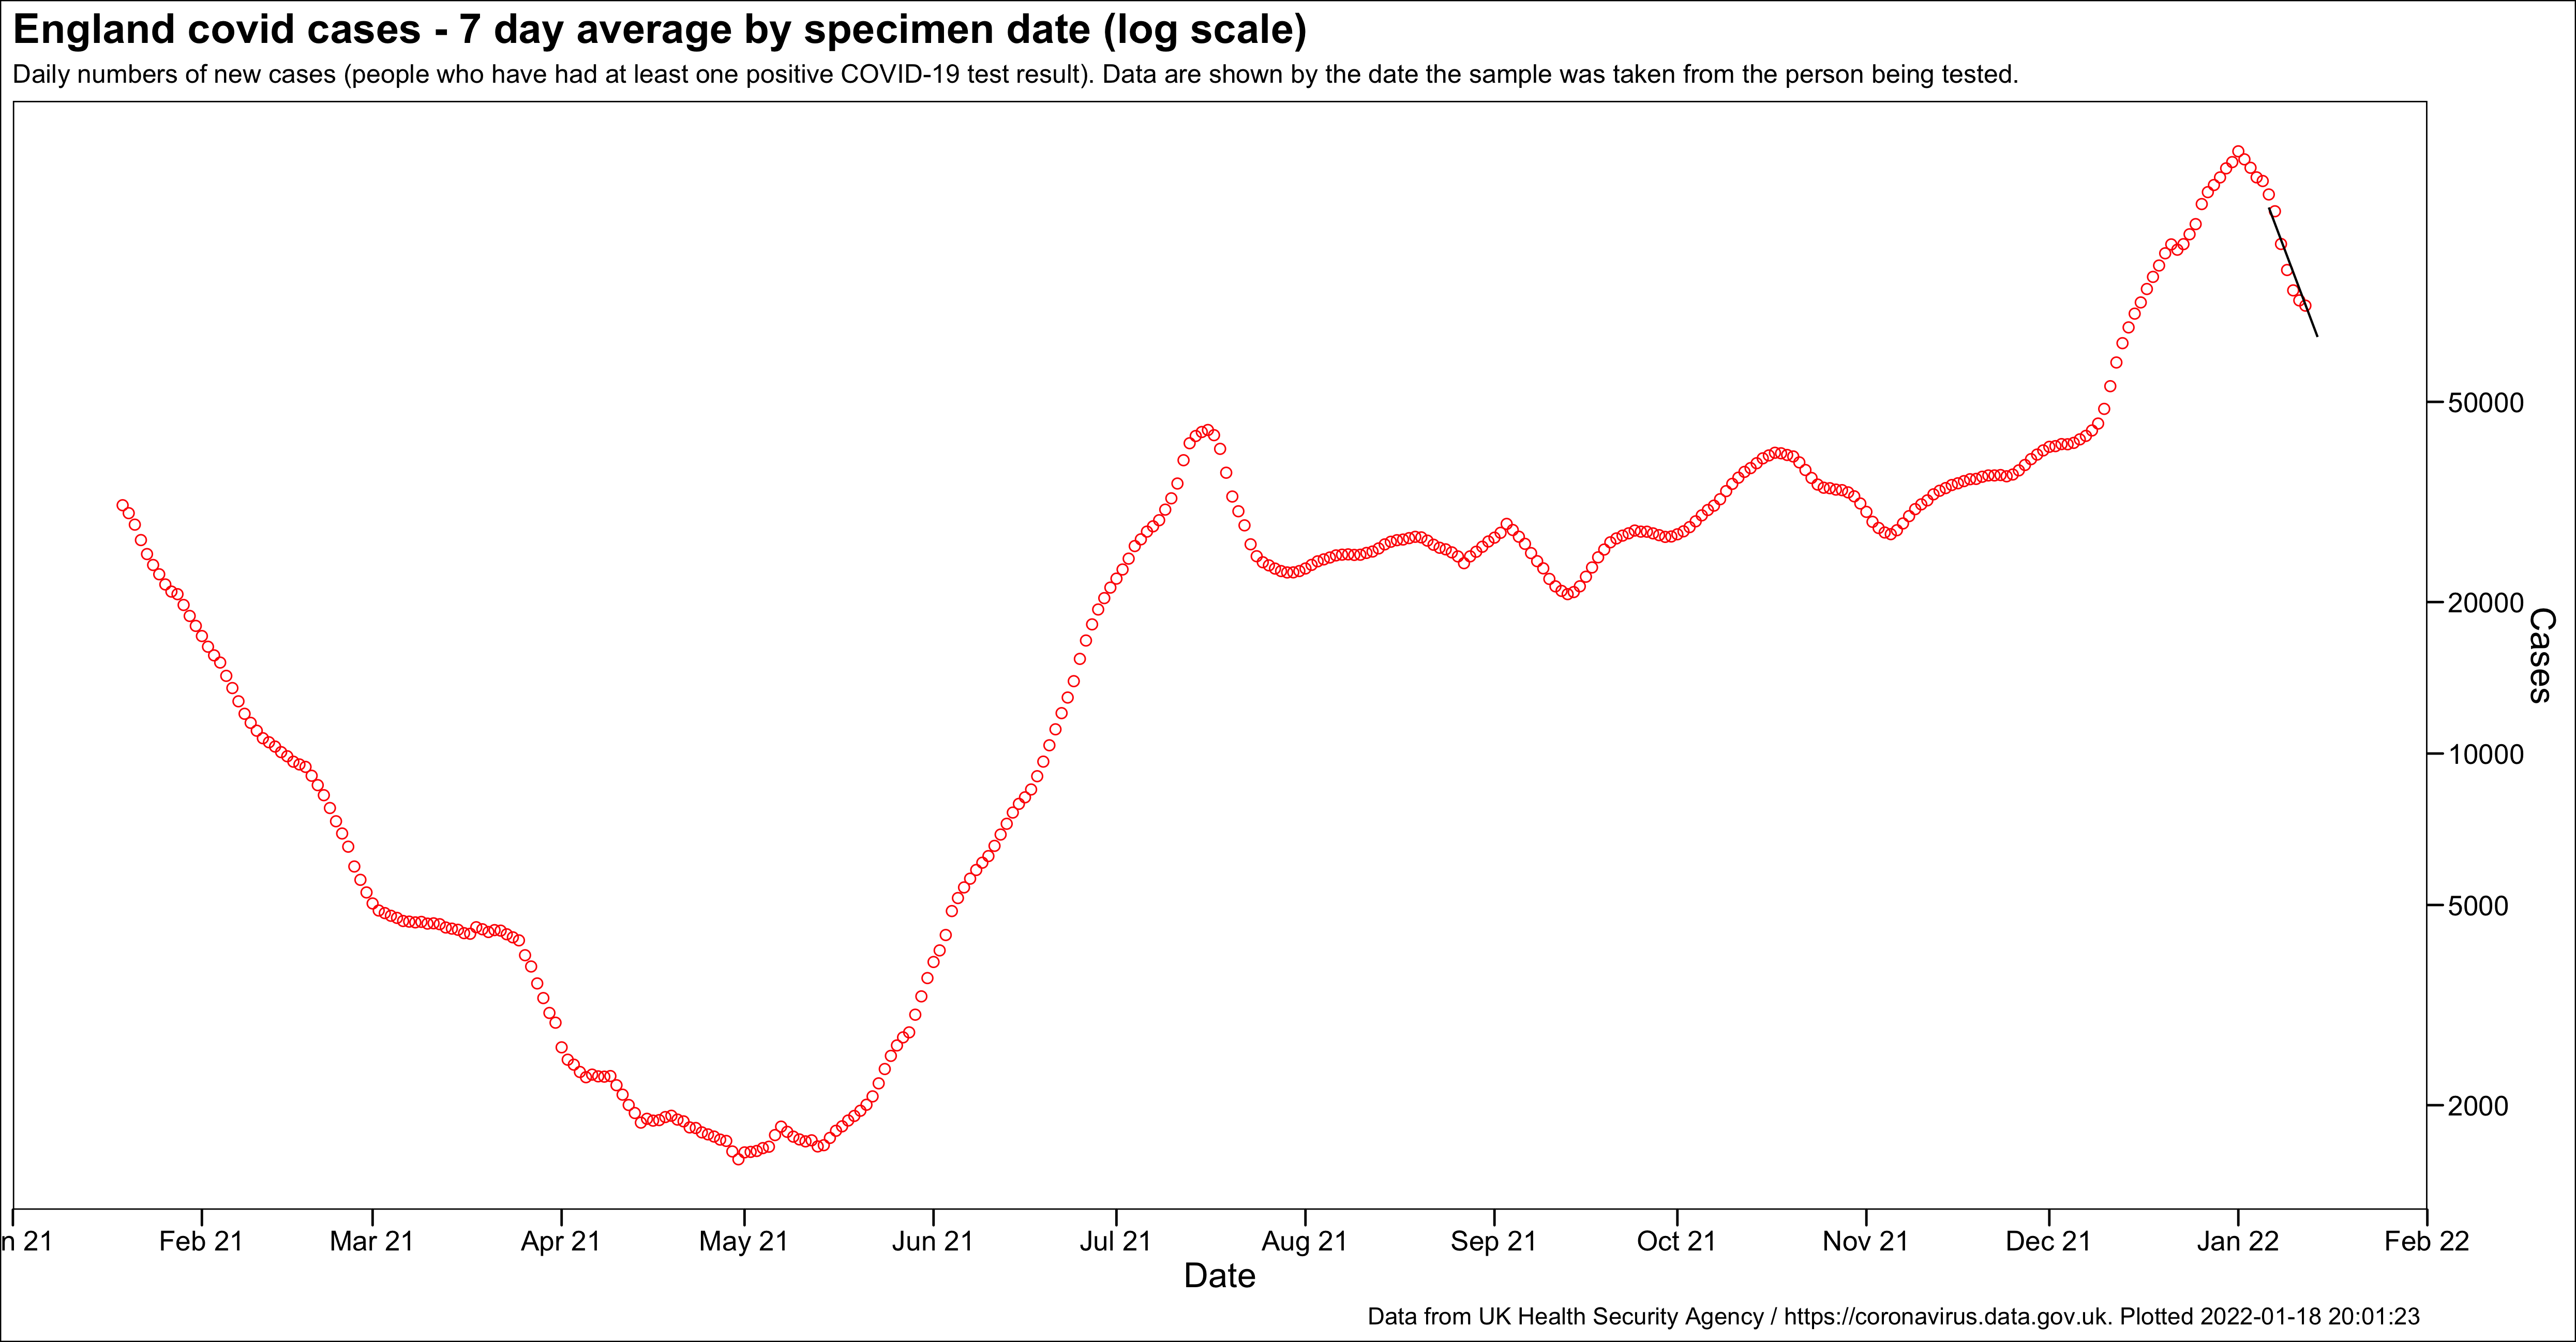 England covid cases - 7 day average by specimen date (log scale)
Daily numbers of new cases (people who have had at least one positive COVID-19 test result). Data are shown by the date the sample was taken from the person being tested.
50000
20000
10000
5000
2000
Cases
n 21 Feb 21 Mar 21 Apr 21 May 21 Jun 21 Jul 21 Aug 21 Sep 21 Oct 21 Nov 21 Dec 21 Jan 22 Feb 22
Date
Data from UK Health Security Agency / https://coronavirus.data.gov.uk. Plotted 2022-01-18 20:01:23